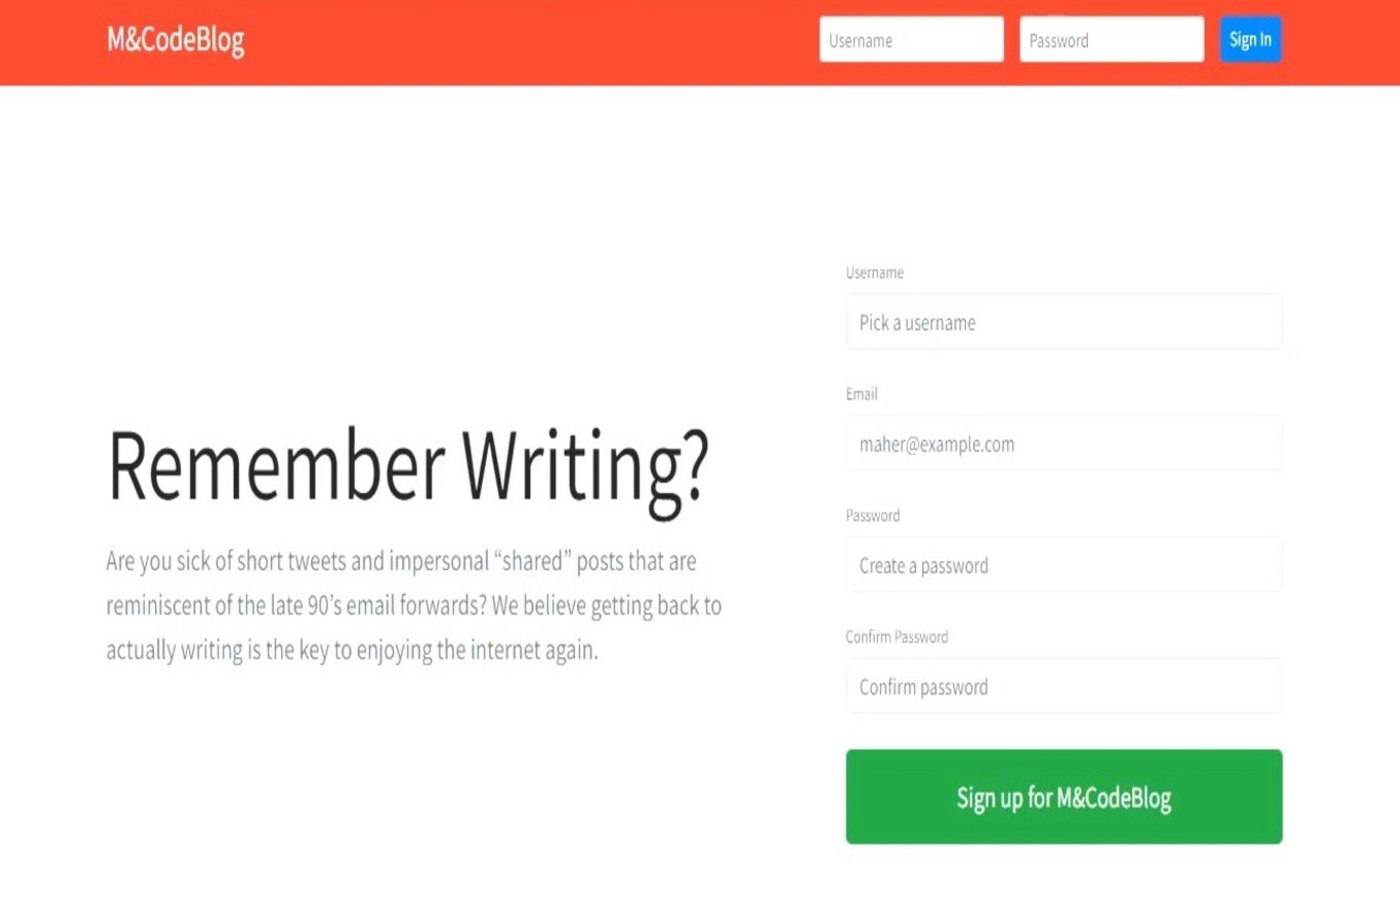 M&CodeBlog
Username
Password
Sign In
Remember Writing?
Are you sick of short tweets and impersonal “shared” posts that are
reminiscent of the late 90’s email forwards? We believe getting back to
actually writing is the key to enjoying the internet again.
Username
Pick a username
Email
maher@example.com
Password
Create a password
Confirm Password
Confirm password
Sign up for M&CodeBlog